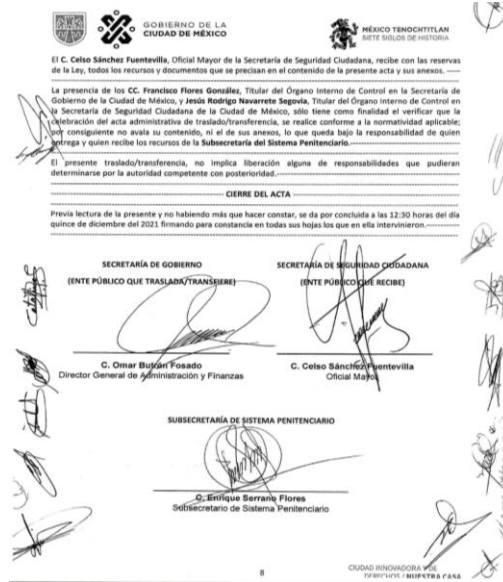 GOBIERNO DE LA
CIUDAD DE MÉXICO
MÉXICO TENOCHTITLAN
SIETE SIGLOS DE HISTORIA
El C. Celso Sánchez Fuentevilla, Oficial Mayor de la Secretaría de Seguridad Ciudadana, recibe con las reservas
de la Ley, todos los recursos y documentos que se precisan en el contenido de la presente acta y sus anexos. -----
La presencia de los CC. Francisco Flores González, Titular del Órgano Interno de Control en la Secretaría de
Gobierno de la Ciudad de México, y Jesús Rodrigo Navarrete Segovia, Titular del Órgano Interno de Control en
la Secretaría de Seguridad Ciudadana de la Ciudad de México, sólo tiene como finalidad el verificar que la
celebración del acta administrativa de traslado/transferencia, se realice conforme a la normatividad aplicable;
por consiguiente no avala su contenido, ni el de sus anexos, lo que queda bajo la responsabilidad de quien
entrega y quien recibe los recursos de la Subsecretaría del Sistema Penitenciario.
El presente traslado/transferencia, no implica liberación alguna de responsabilidades que pudieran
determinarse por la autoridad competente con posterioridad.
CIERRE DEL ACTA
Previa lectura de la presente y no habiendo más que hacer constar, se da por concluida a las 12:30 horas del día
quince de diciembre del 2021 firmando para constancia en todas sus hojas los que en ella intervinieron.
SECRETARÍA DE GOBIERNO
(ENTE PÚBLICO QUE TRASLADA/TRANSFIERE)
C. Omar Butrón Fosado
Director General de Administración y Finanzas
SECRETARÍA DE SEGURIDAD CIUDADANA
(ENTE PÚBLICO QUE RECIBE)
C. Celso Sánchez Fuentevilla
Oficial Mayor
SUBSECRETARÍA DE SISTEMA PENITENCIARIO
C. Enrique Serrano Flores
Subsecretario de Sistema Penitenciario
8
CIUDAD INNOVADORA Y DE
DERECHOS / NUESTRA CASA